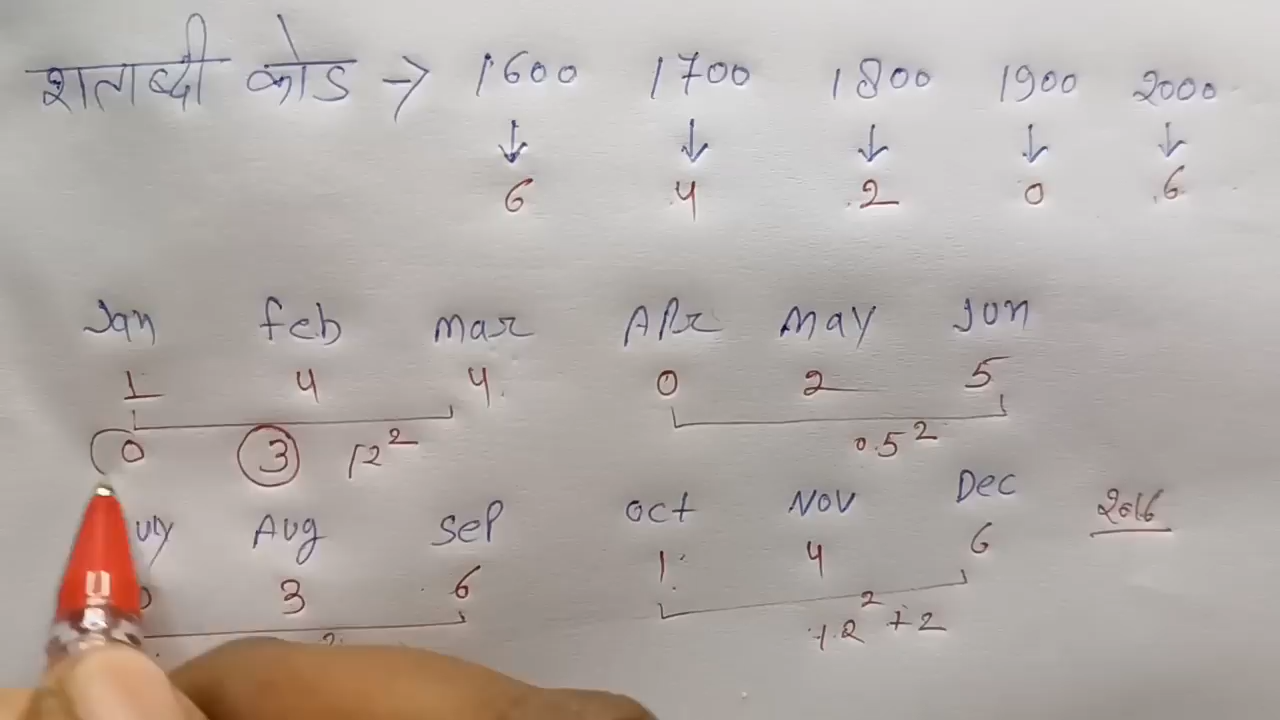 शताब्दी कोड → 1600 1700 1800 1900 2000
↓ ↓ ↓ ↓ ↓
6 4 2 0 6
Jan Feb Mar APr MAY Jun
1 4 4 0 2 5
0 3 12² 0.5²
Aug Sep Oct Nov Dec 2016
3 6 1 4 6
12² + 2